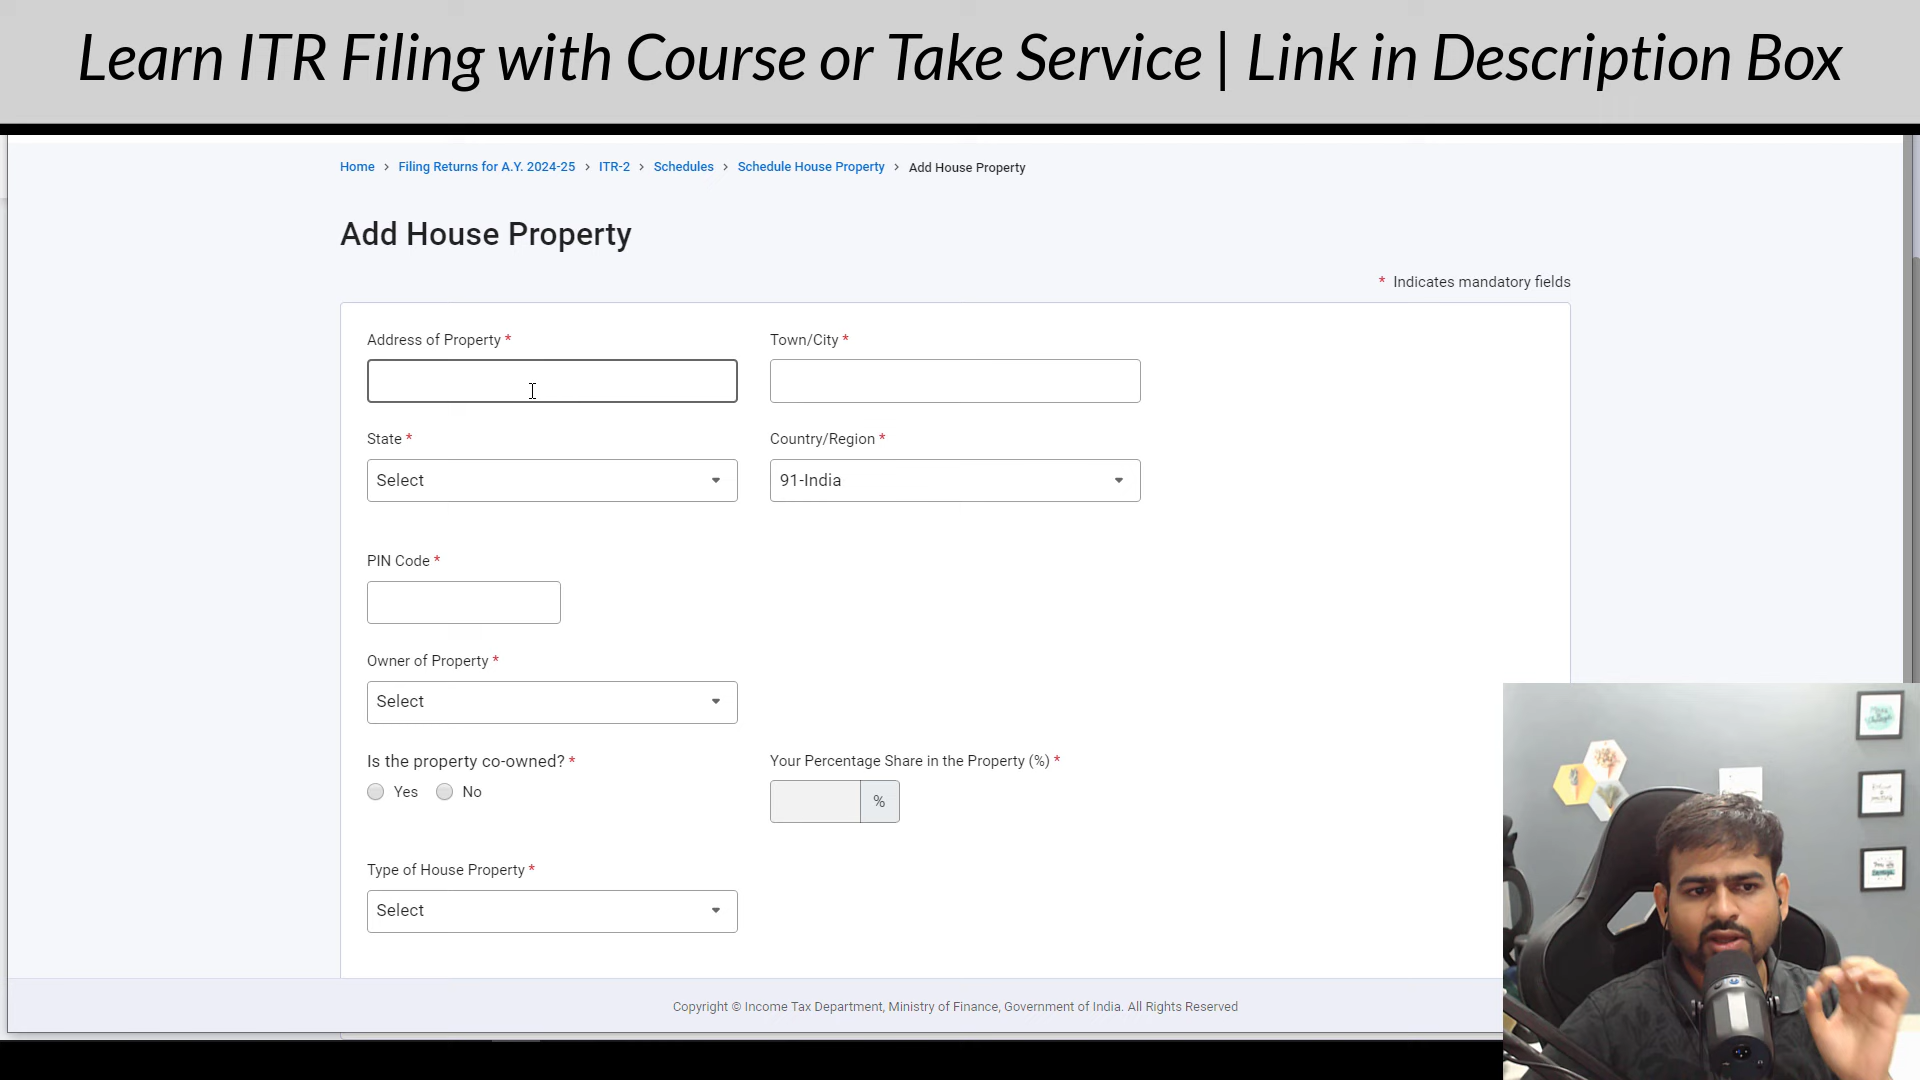 Learn ITR Filing with Course or Take Service | Link in Description Box
Home > Filing Returns for A.Y. 2024-25 > ITR-2 > Schedules > Schedule House Property > Add House Property
Add House Property
* Indicates mandatory fields
Address of Property * Town/City *
State * Country/Region *
Select 91-India
PIN Code *
Owner of Property *
Select
Is the property co-owned? * Your Percentage Share in the Property (%) *
Yes No %
Type of House Property *
Select
Copyright © Income Tax Department, Ministry of Finance, Government of India. All Rights Reserved